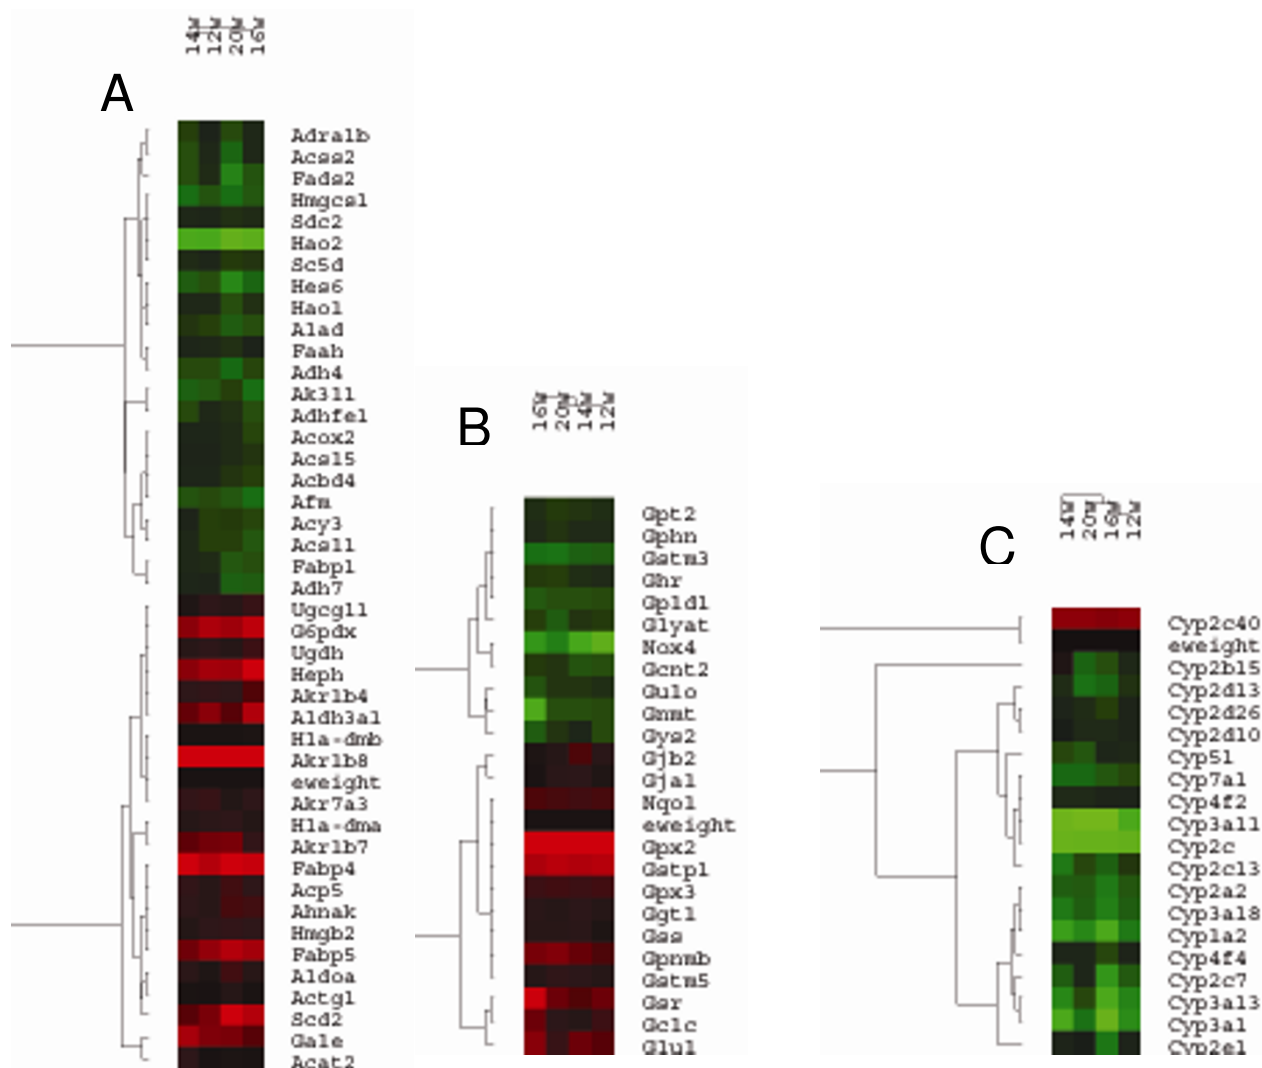 14W 12W 20W 16W
A
Adra1b
Acss2
Fads2
Hmgcs1
Sdc2
Hao2
Sc5d
Hes6
Hao1
Alad
Faah
Adh4
Ak3l1
Adhfe1
Acox2
Acsl5
Acbd4
Afm
Acy3
Acsl1
Fabp1
Adh7
Ugcgl1
G6pdx
Ugdh
Heph
Akr1b4
Aldh3a1
Hla-dmb
Akr1b8
eweight
Akr7a3
Hla-dma
Akr1b7
Fabp4
Acp5
Ahnak
Hmgb2
Fabp5
Aldoa
Actg1
Scd2
Gale
Acat2
16W 20W 14W 12W
B
Gpt2
Gphn
Gstm3
Ghr
Gpld1
Glyat
Nox4
Gcnt2
Gulo
Gnmt
Gys2
Gjb2
Gja1
Nqo1
eweight
Gpx2
Gstp1
Gpx3
Ggt1
Gss
Gpnmb
Gstm5
Gsr
Gclc
Glul
14W 20W 16W 12W
C
Cyp2c40
eweight
Cyp2b15
Cyp2d13
Cyp2d26
Cyp2d10
Cyp51
Cyp7a1
Cyp4f2
Cyp3a11
Cyp2c
Cyp2c13
Cyp2a2
Cyp3a18
Cyp1a2
Cyp4f4
Cyp2c7
Cyp3a13
Cyp3a1
Cyp2e1